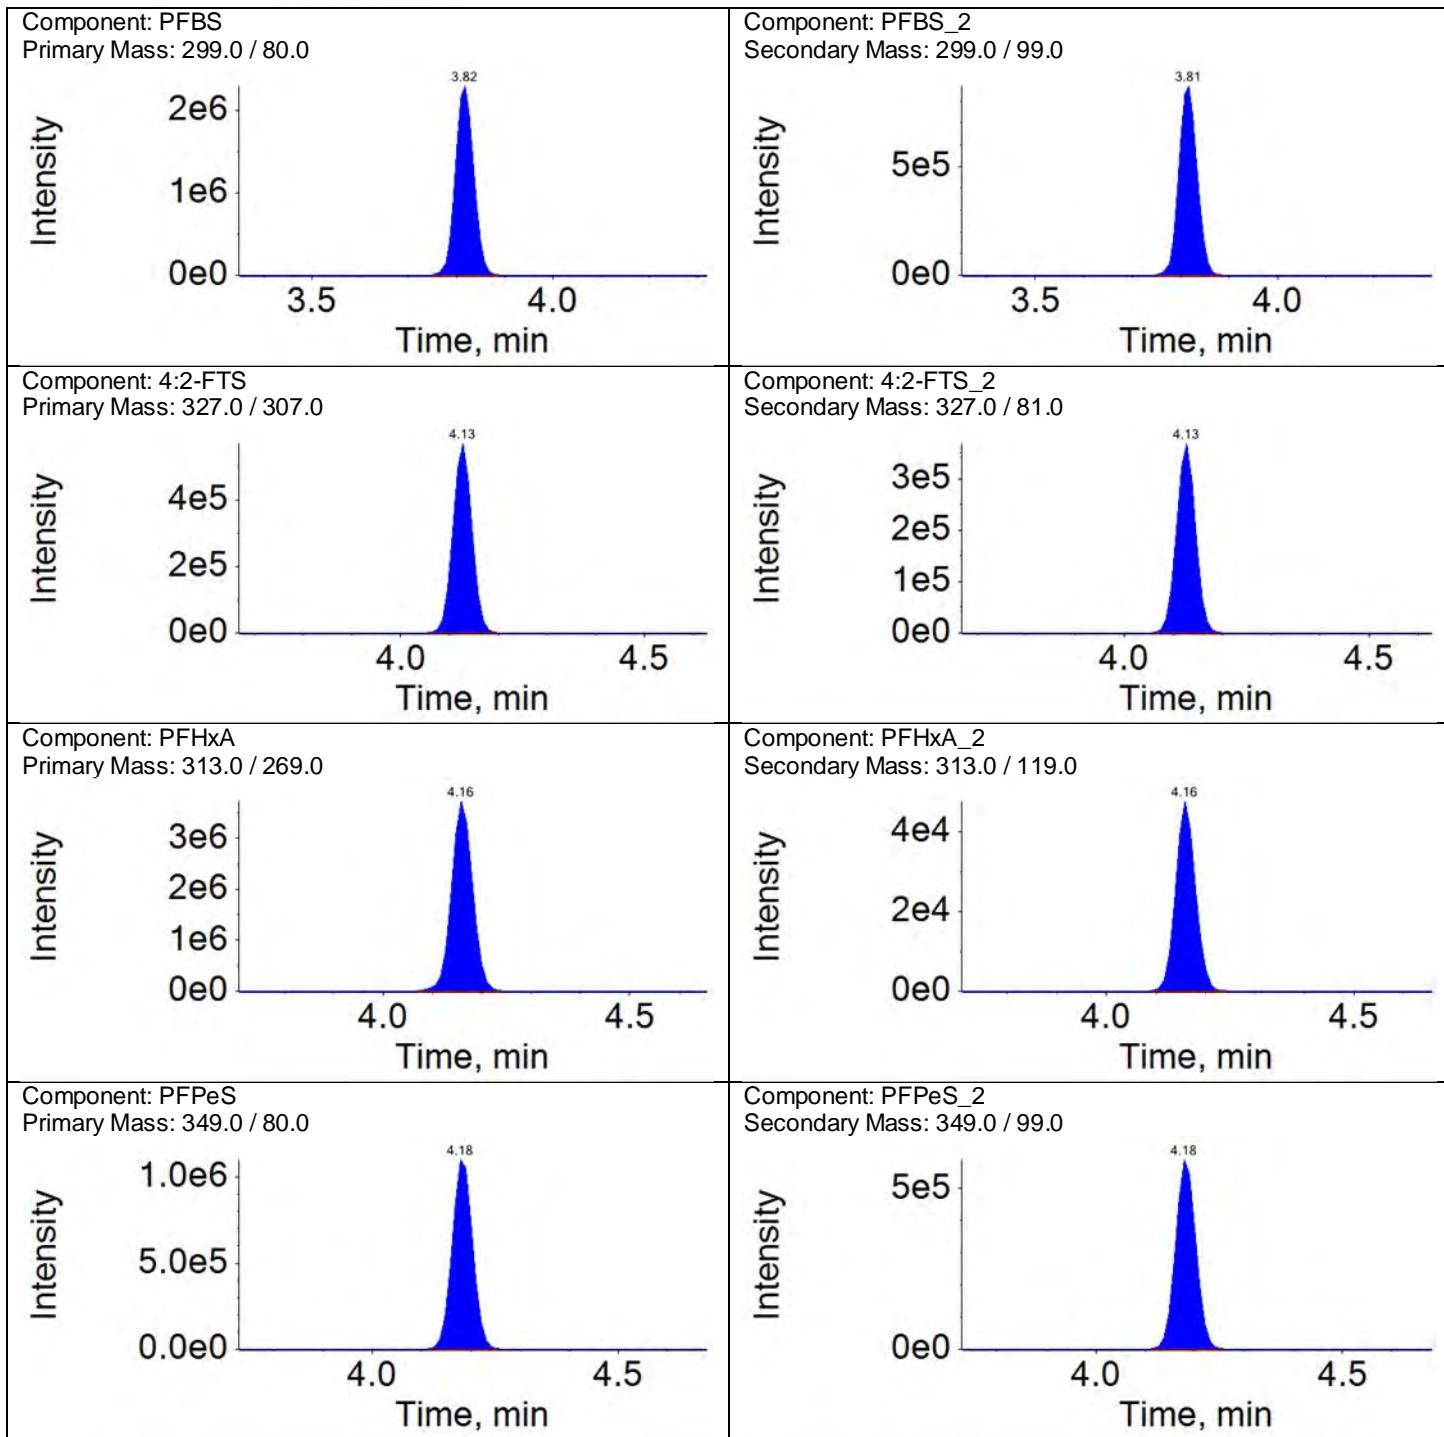 Component: PFBS
Primary Mass: 299.0 / 80.0
3.82
2e6
1e6
0e0
Intensity
3.5
4.0
Time, min
Component: PFBS_2
Secondary Mass: 299.0 / 99.0
3.81
5e5
0e0
Intensity
3.5
4.0
Time, min
Component: 4:2-FTS
Primary Mass: 327.0 / 307.0
4.13
4e5
2e5
0e0
Intensity
4.0
4.5
Time, min
Component: 4:2-FTS_2
Secondary Mass: 327.0 / 81.0
4.13
3e5
2e5
1e5
0e0
Intensity
4.0
4.5
Time, min
Component: PFHxA
Primary Mass: 313.0 / 269.0
4.16
3e6
2e6
1e6
0e0
Intensity
4.0
4.5
Time, min
Component: PFHxA_2
Secondary Mass: 313.0 / 119.0
4.16
4e4
2e4
0e0
Intensity
4.0
4.5
Time, min
Component: PFPeS
Primary Mass: 349.0 / 80.0
4.18
1.0e6
5.0e5
0.0e0
Intensity
4.0
4.5
Time, min
Component: PFPeS_2
Secondary Mass: 349.0 / 99.0
4.18
5e5
0e0
Intensity
4.0
4.5
Time, min